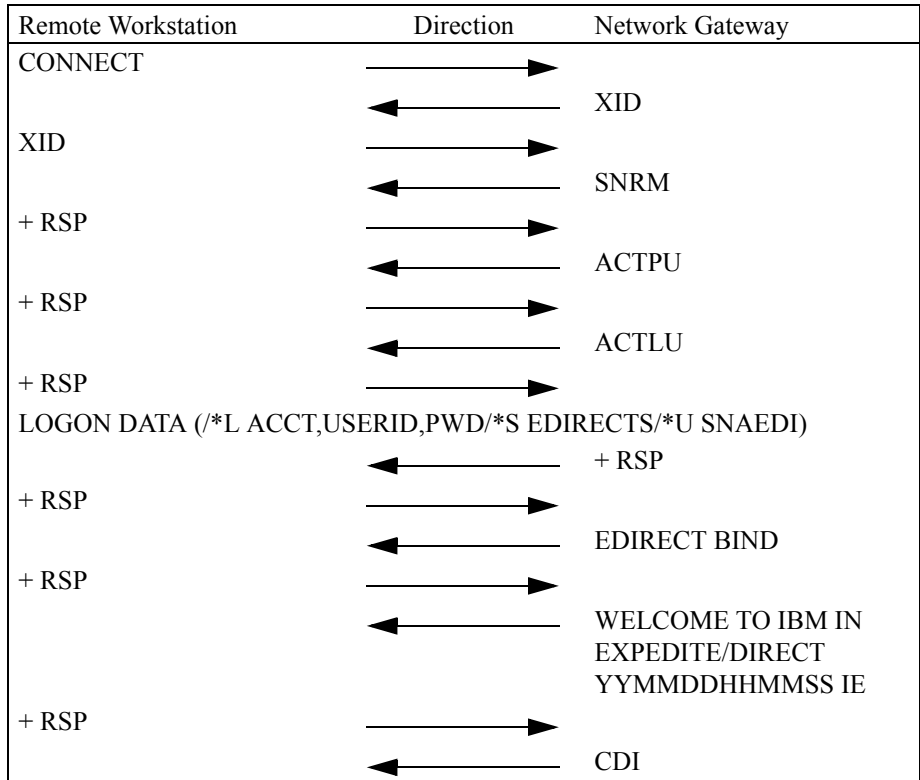 Remote Workstation Direction Network Gateway
CONNECT
XID
XID
SNRM
+ RSP
ACTPU
+ RSP
ACTLU
+ RSP
LOGON DATA (/*L ACCT,USERID,PWD/*S EDIRECTS/*U SNAEDI)
+ RSP
+ RSP
EDIRECT BIND
+ RSP
WELCOME TO IBM IN
EXPEDITE/DIRECT
YYMMDDHHMMSS IE
+ RSP
CDI